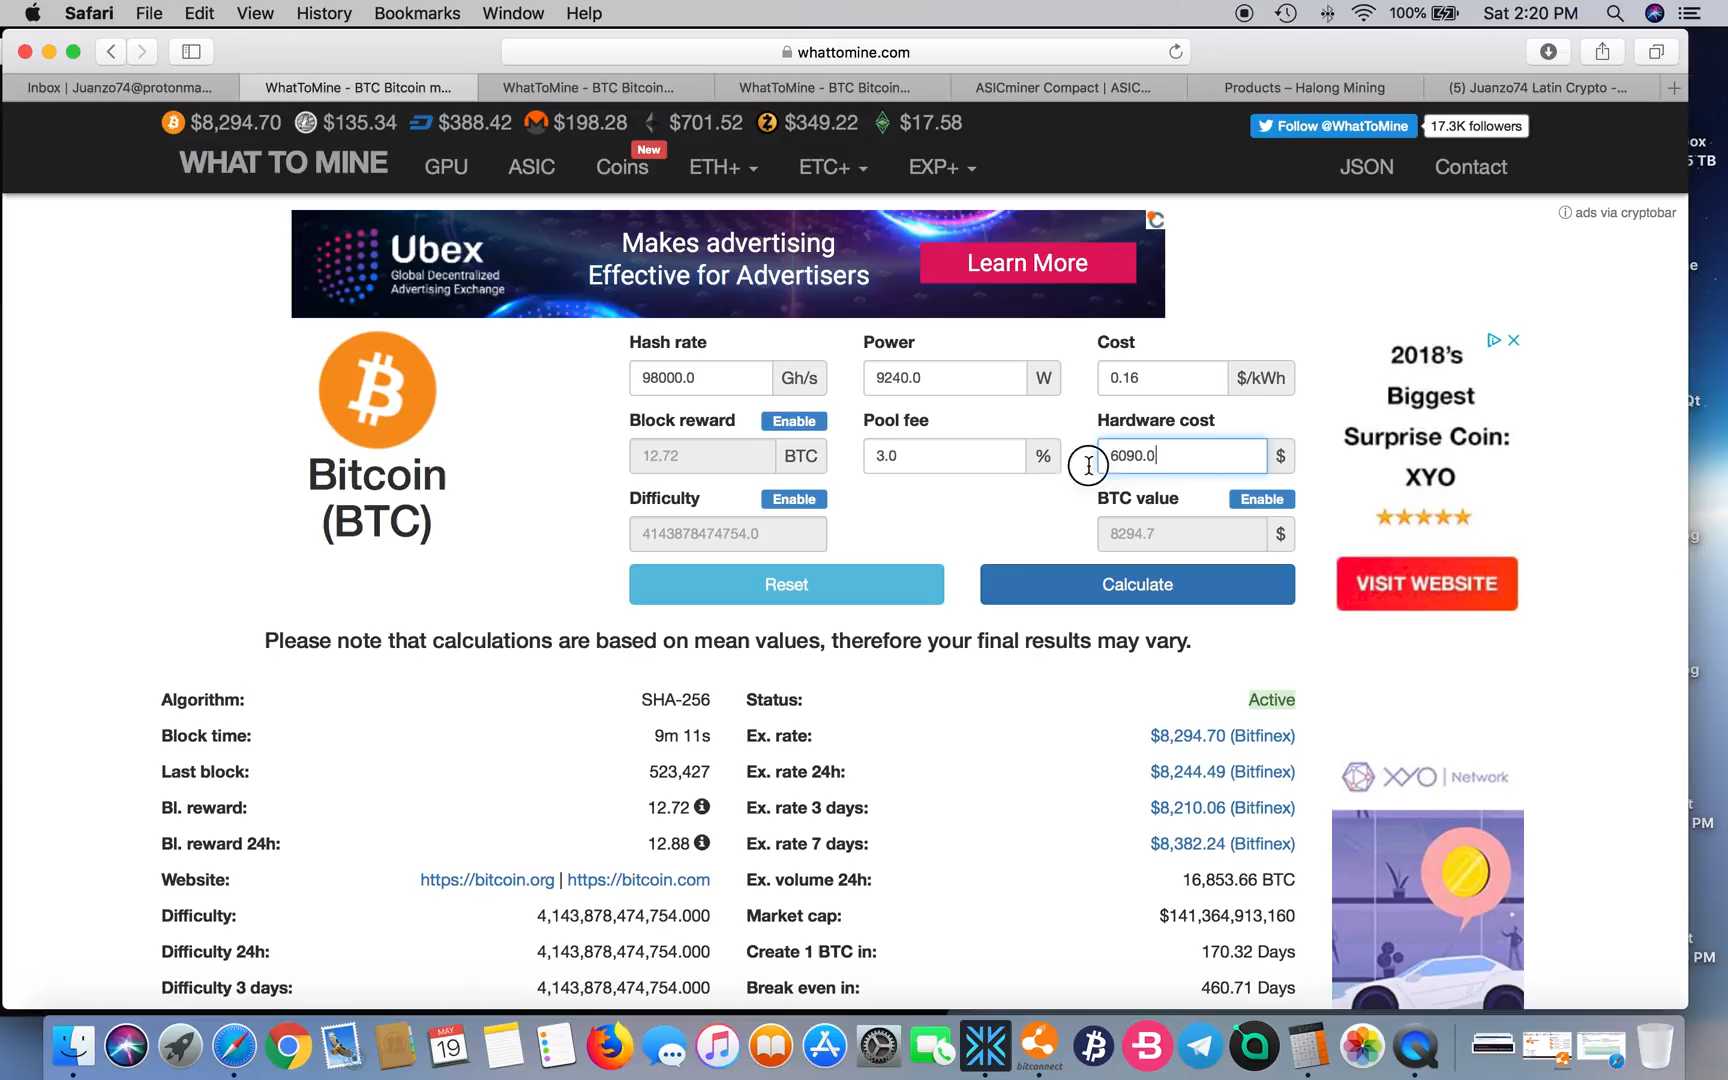 Safari File Edit View History Bookmarks Window Help 100% Sat 2:20 PM
whattomine.com
Inbox | Juanzo74@protonma... WhatToMine - BTC Bitcoin m... WhatToMine - BTC Bitcoin... WhatToMine - BTC Bitcoin... ASICminer Compact | ASIC... Products – Halong Mining (5) Juanzo74 Latin Crypto -...
$8,294.70 $135.34 $388.42 $198.28 $701.52 $349.22 $17.58 Follow @WhatToMine 17.3K followers
WHAT TO MINE GPU ASIC Coins New ETH+ ETC+ EXP+ JSON Contact
ads via cryptobar
Ubex
Global Decentralized
Advertising Exchange
Makes advertising
Effective for Advertisers
Learn More
Bitcoin
(BTC)
Hash rate Power Cost
98000.0 Gh/s 9240.0 W 0.16 $/kWh
Block reward Enable Pool fee Hardware cost
12.72 BTC 3.0 % 6090.0 $
Difficulty Enable BTC value Enable
4143878474754.0 8294.7 $
Reset Calculate
2018's
Biggest
Surprise Coin:
XYO
VISIT WEBSITE
Please note that calculations are based on mean values, therefore your final results may vary.
Algorithm: SHA-256 Status: Active
Block time: 9m 11s Ex. rate: $8,294.70 (Bitfinex)
Last block: 523,427 Ex. rate 24h: $8,244.49 (Bitfinex)
Bl. reward: 12.72 Ex. rate 3 days: $8,210.06 (Bitfinex)
Bl. reward 24h: 12.88 Ex. rate 7 days: $8,382.24 (Bitfinex)
Website: https://bitcoin.org | https://bitcoin.com Ex. volume 24h: 16,853.66 BTC
Difficulty: 4,143,878,474,754.000 Market cap: $141,364,913,160
Difficulty 24h: 4,143,878,474,754.000 Create 1 BTC in: 170.32 Days
Difficulty 3 days: 4,143,878,474,754.000 Break even in: 460.71 Days
XYO | Network
ox
5 TB
e
Qt
g
g
t
PM
t
PM
MAY
19
bitconnect